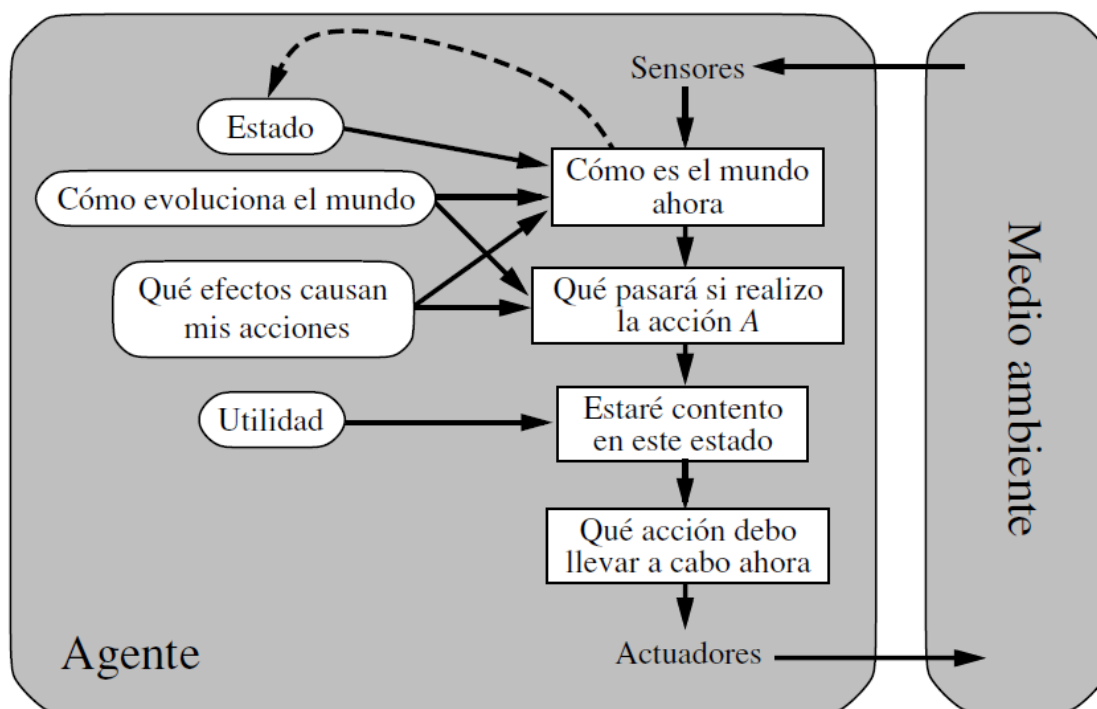 Sensores
Estado
Cómo es el mundo
ahora
Cómo evoluciona el mundo
Qué efectos causan
mis acciones
Qué pasará si realizo
la acción A
Utilidad
Estaré contento
en este estado
Qué acción debo
llevar a cabo ahora
Agente
Actuadores
Medio ambiente